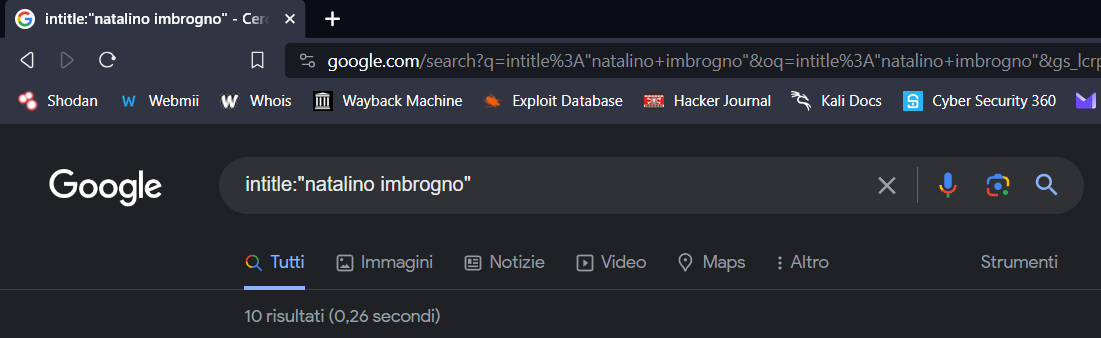 intitle:"natalino imbrogno" - Cerc
google.com/search?q=intitle%3A"natalino+imbrogno"&oq=intitle%3A"natalino+imbrogno"&gs_lcrp
Shodan Webmii Whois Wayback Machine Exploit Database Hacker Journal Kali Docs Cyber Security 360
Google intitle:"natalino imbrogno"
Tutti Immagini Notizie Video Maps Altro Strumenti
10 risultati (0,26 secondi)